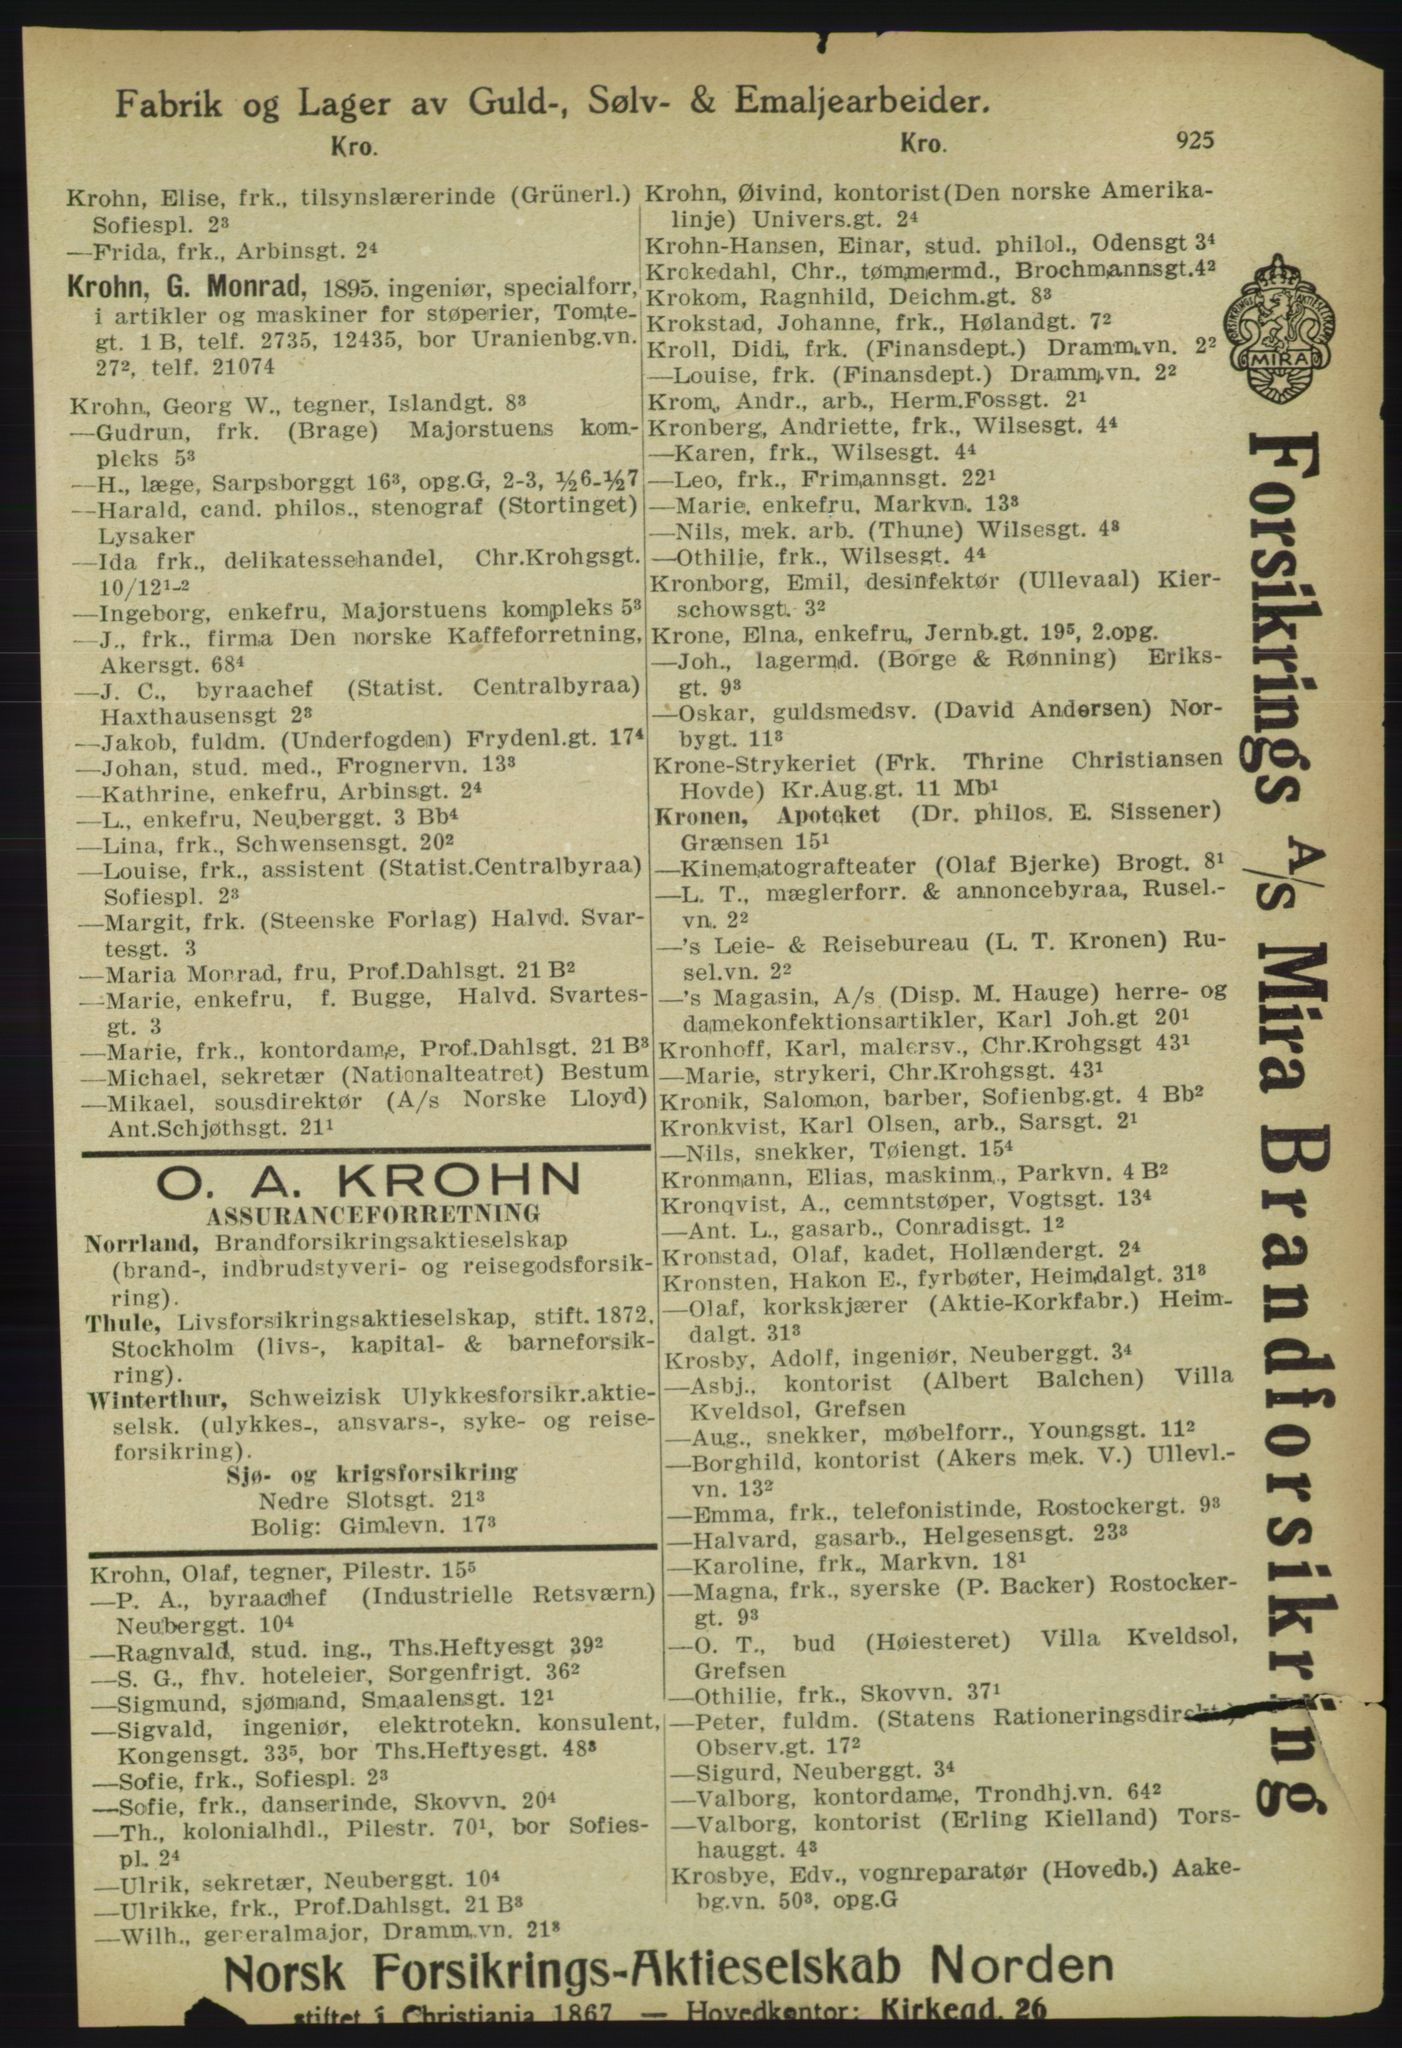 Fabrik og Lager av Guld-, Sølv- & Emaljearbeider.
Kro.
Kro.
925
Krohn, Elise, frk., tilsynslærerinde (Grünerl.)
Sofiespl. 2³
—Frida, frk., Arbinsgt. 2⁴
Krohn, G. Monrad, 1895. ingeniør, specialforr,
i artikler og maskiner for støperier, Tomte-
gt. 1 B, telf. 2735, 12435, bor Uranienbg.vn.
27², telf. 21074
Krohn, Georg W., tegner, Islandgt. 8³
—Gudrun, frk. (Brage) Majorstuens kom-
pleks 5³
—H., læge, Sarpsborggt 16³, opg.G, 2-3, ½6-½7
—Harald, cand. philos., stenograf (Stortinget)
Lysaker
—Ida frk., delikatessehandel, Chr.Krohgsgt.
10/12¹-²
—Ingeborg, enkefru, Majorstuens kompleks 5³
—J., frk., firma Den norske Kaffeforretning,
Akersgt. 68⁴
—J. C., byraachef (Statist. Centralbyraa)
Haxthausensgt 2³
—Jakob, fuldm. (Underfogden) Frydenl.gt. 17⁴
—Johan, stud. med., Frognervn. 13³
—Kathrine, enkefru, Arbinsgt. 2⁴
—L., enkefru, Neuberggt. 3 Bb⁴
—Lina, frk., Schwensensgt. 20²
—Louise, frk., assistent (Statist.Centralbyraa)
Sofiespl. 2³
—Margit, frk. (Steenske Forlag) Halvd. Svar-
tesgt. 3
—Maria Monrad, fru, Prof.Dahlsgt. 21 B²
—Marie, enkefru, f. Bugge, Halvd. Svartes-
gt. 3
—Marie, frk., kontordame, Prof.Dahlsgt. 21 B³
—Michael, sekretær (Nationalteatret) Bestum
—Mikael, sousdirektør (A/s Norske Lloyd)
Ant.Schjøthsgt. 21¹
O. A. KROHN
ASSURANCEFORRETNING
Norrland, Brandforsikringsaktieselskap
(brand-, indbrudstyveri- og reisegodsforsik-
ring).
Thule, Livsforsikringsaktieselskap, stift. 1872.
Stockholm (livs-, kapital- & barneforsik-
ring).
Winterthur, Schweizisk Ulykkesforsikr.aktie-
selsk. (ulykkes-, ansvars-, syke- og reise-
forsikring).
Sjø- og krigsforsikring
Nedre Slotsgt. 21³
Bolig: Gimlevn. 17³
Krohn, Olaf, tegner, Pilestr. 15⁵
—P. A., byraachef (Industrielle Retsværn)
Neuberggt. 10⁴
—Ragnvald, stud. ing., Ths.Heftyesgt 39²
—S. G., fhv. hoteleier, Sorgenfrigt. 36²
—Sigmund, sjømand, Smaalensgt. 12¹
—Sigvald, ingeniør, elektrotekn. konsulent,
Kongensgt. 33⁵, bor Ths.Heftyesgt. 48³
—Sofie, frk., Sofiespl. 2³
—Sofie, frk., danserinde, Skovvn. 20⁴
—Th., kolonialhdl., Pilestr. 70¹, bor Sofies-
pl. 2⁴
—Ulrik, sekretær, Neuberggt. 10⁴
—Ulrikke, frk., Prof.Dahlsgt. 21 B³
—Wilh., generalmajor, Dramm.vn. 21³
Krohn, Øivind, kontorist(Den norske Amerika-
linje) Univers.gt. 2⁴
Krohn-Hansen, Einar, stud. philol., Odensgt 3⁴
Krokedahl, Chr., tømmermd., Brochmannsgt.4²
Krokom, Ragnhild, Deichm.gt. 8³
Krokstad, Johanne, frk., Hølandgt. 7²
Kroll, Didi, frk. (Finansdept.) Dramm.vn. 2²
—Louise, frk. (Finansdept.) Dramm.vn. 2²
Krom, Andr., arb., Herm.Fossgt. 2¹
Kronberg, Andriette, frk., Wilsesgt. 4⁴
—Karen, frk., Wilsesgt. 4⁴
—Leo, frk., Frimannsgt. 22¹
—Marie, enkefru, Markvn. 13³
—Nils, mek. arb. (Thune) Wilsesgt. 4³
—Othilie, frk., Wilsesgt. 4⁴
Kronborg, Emil, desinfektør (Ullevaal) Kier-
schowsgt. 3²
Krone, Elna, enkefru, Jernb.gt. 19⁵, 2.opg.
—Joh., lagermd. (Borge & Rønning) Eriks-
gt. 9³
—Oskar, guldsmedsv. (David Andersen) Nor-
bygt. 11³
Krone-Strykeriet (Frk. Thrine Christiansen
Hovde) Kr.Aug.gt. 11 Mb¹
Kronen, Apoteket (Dr. philos. E. Sissener)
Grænsen 15¹
—Kinematografteater (Olaf Bjerke) Brogt. 8¹
—L. T., mæglerforr. & annoncebyraa, Rusel.-
vn. 2²
—'s Leie- & Reisebureau (L. T. Kronen) Ru-
sel.vn. 2²
—'s Magasin, A/s (Disp. M. Hauge) herre- og
damekonfektionsartikler, Karl Joh.gt 20¹
Kronhoff, Karl, malersv., Chr.Krohgsgt 43¹
—Marie, strykeri, Chr.Krohgsgt. 43¹
Kronik, Salomon, barber, Sofienbg.gt. 4 Bb²
Kronkvist, Karl Olsen, arb., Sarsgt. 2¹
—Nils, snekker, Tøiengt. 15⁴
Kronmann, Elias, maskinm., Parkvn. 4 B²
Kronqvist, A., cemntstøper, Vogtsgt. 13⁴
—Ant. L., gasarb., Conradisgt. 1²
Kronstad, Olaf, kadet, Hollændergt. 2⁴
Kronsten, Hakon E., fyrbøter, Heimdalgt. 31³
—Olaf, korkskjærer (Aktie-Korkfabr.) Heim-
dalgt. 31³
Krosby, Adolf, ingeniør, Neuberggt. 3⁴
—Asbj., kontorist (Albert Balchen) Villa
Kveldsol, Grefsen
—Aug., snekker, møbelforr., Youngsgt. 11²
—Borghild, kontorist (Akers mek. V.) Ullevl.-
vn. 13²
—Emma, frk., telefonistinde, Rostockergt. 9³
—Halvard, gasarb., Helgesensgt. 23³
—Karoline, frk., Markvn. 18¹
—Magna, frk., syerske (P. Backer) Rostocker-
gt. 9³
—O. T., bud (Høiesteret) Villa Kveldsol,
Grefsen
—Othilie, frk., Skovvn. 37¹
—Peter, fuldm. (Statens Rationeringsdirekt.)
Observ.gt. 17²
—Sigurd, Neuberggt. 3⁴
—Valborg, kontordame, Trondhj.vn. 64²
—Valborg, kontorist (Erling Kielland) Tors-
hauggt. 4³
Krosbye, Edv., vognreparatør (Hovedb.) Aake-
bg.vn. 50³, opg.G
MIRA
Forsikrings A/s Mira Brandforsikring
Norsk Forsikrings-Aktieselskab Norden
stiftet i Christiania 1867 — Hovedkontor: Kirkegd. 26